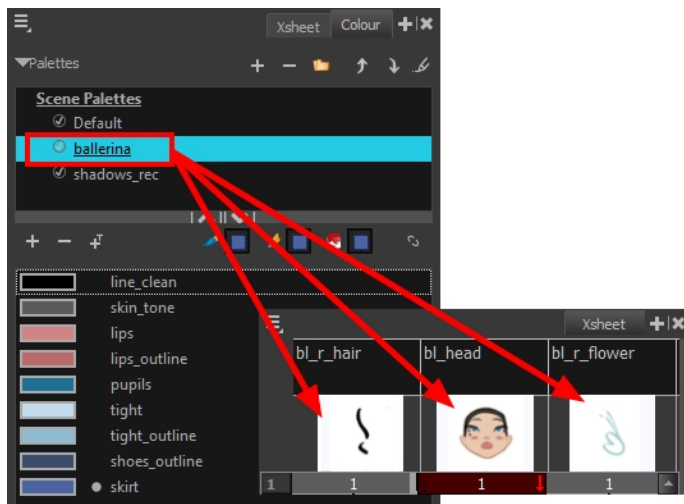 Xsheet Colour
Palettes
Scene Palettes
Default
ballerina
shadows_rec
line_clean
skin_tone
lips
lips_outline
pupils
tight
tight_outline
shoes_outline
skirt
Xsheet
bl_r_hair bl_head bl_r_flower
1 1 1 1